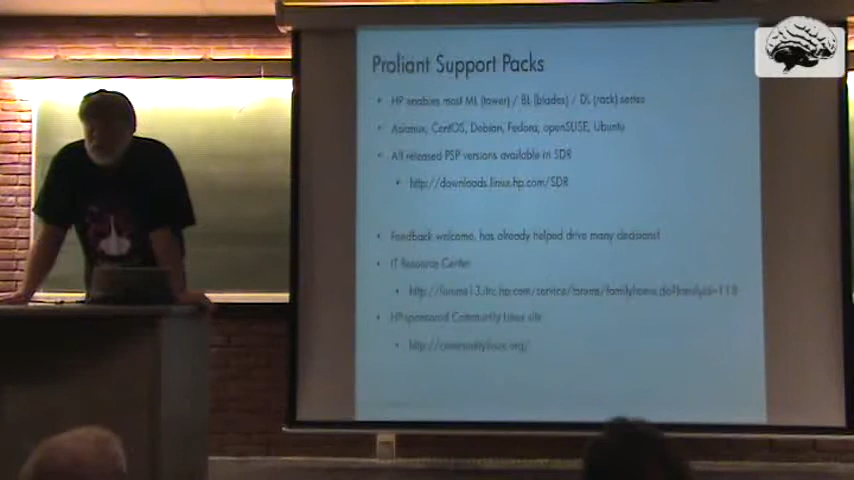 Proliant Support Packs
HP enables most ML (tower) / BL (blades) / DL (rack) series
Asianux, CentOS, Debian, Fedora, openSUSE, Ubuntu
All released PSP versions available in SDR
http://downloads.linux.hp.com/SDR
Feedback welcome, has already helped drive many decisions!
IT Resource Center
http://forums13.itrc.hp.com/service/forums/familyhome.do?familyId=118
HP-sponsored Community Linux site
http://communitylinux.org/